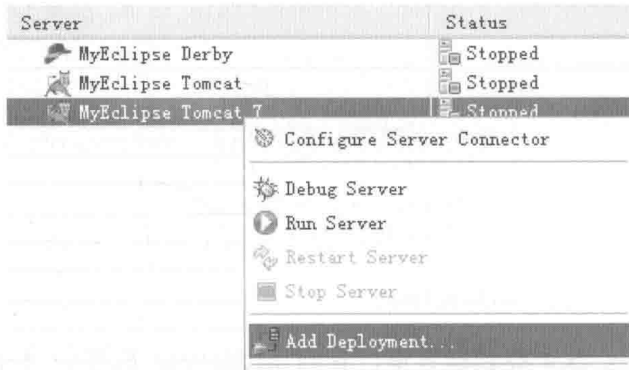 Server Status
MyEclipse Derby Stopped
MyEclipse Tomcat Stopped
MyEclipse Tomcat 7 Stopped
Configure Server Connector
Debug Server
Run Server
Restart Server
Stop Server
Add Deployment...